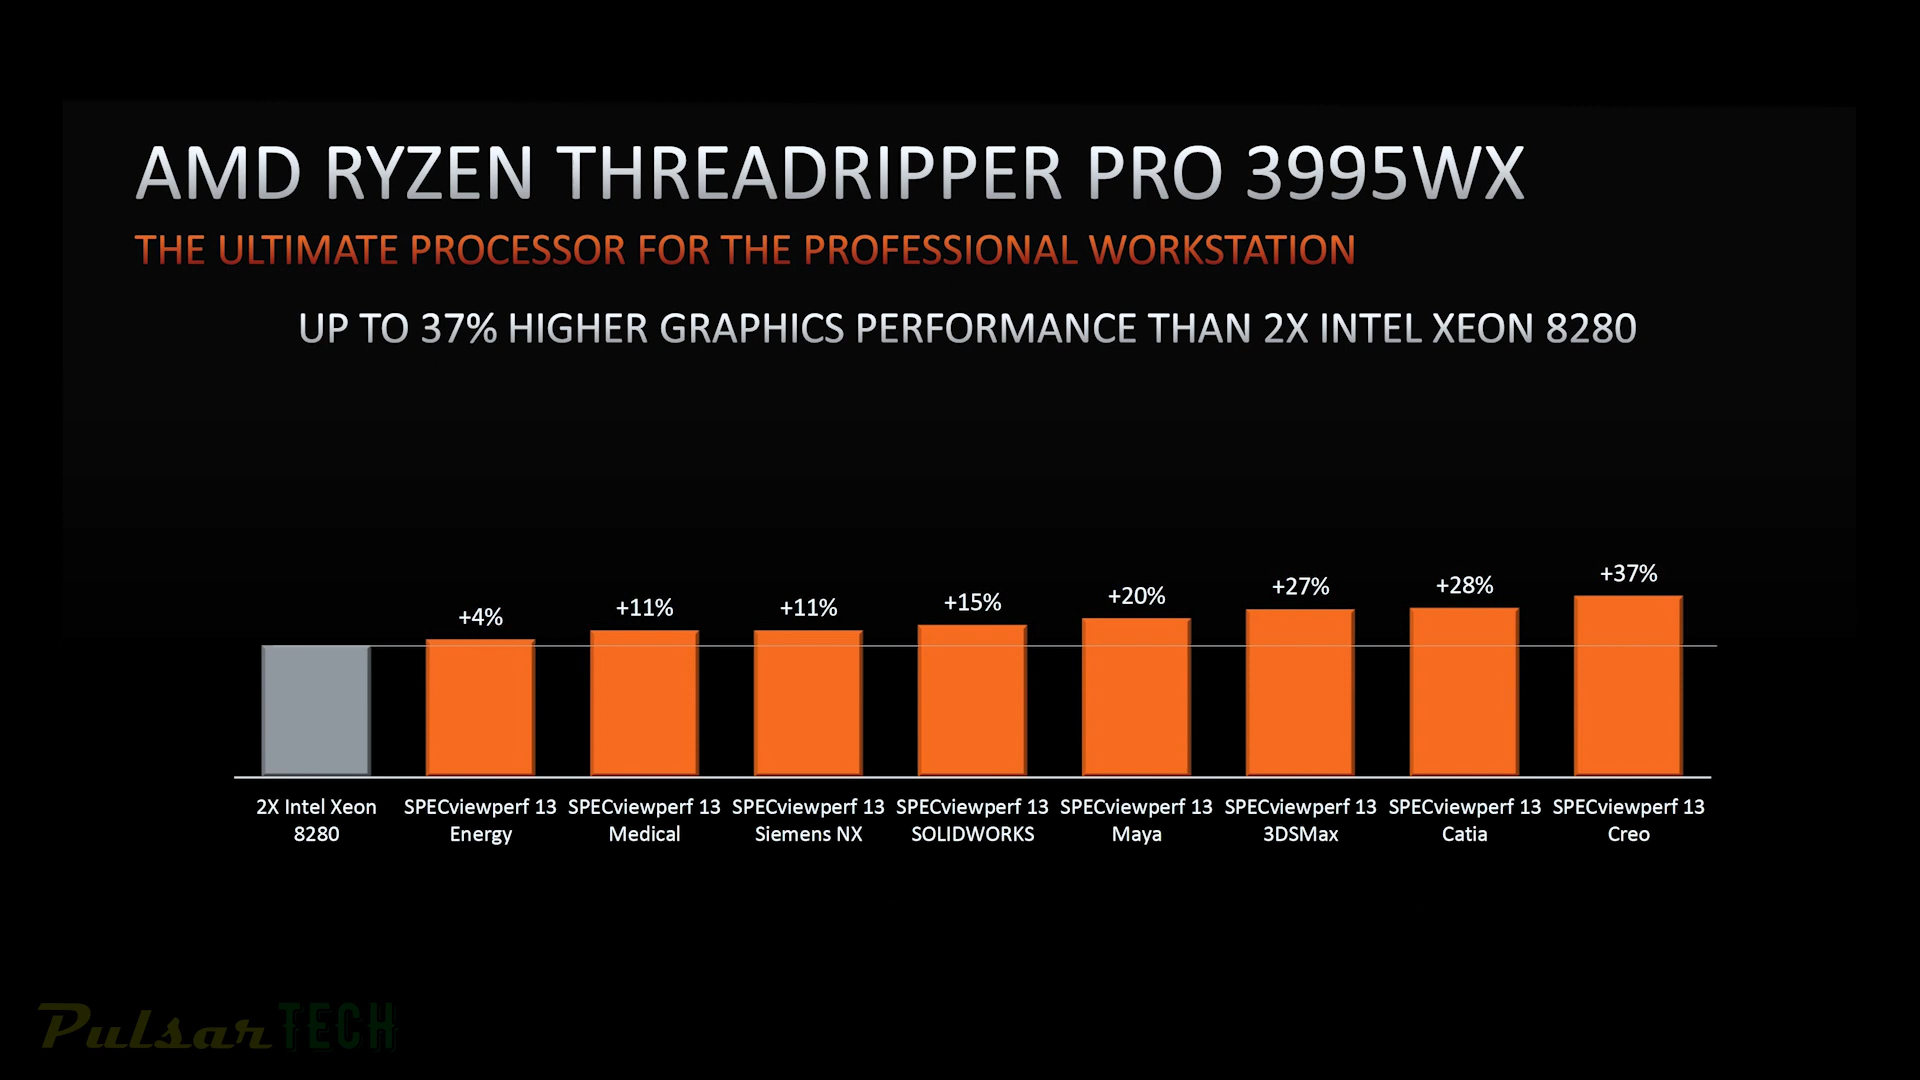 AMD RYZEN THREADRIPPER PRO 3995WX
THE ULTIMATE PROCESSOR FOR THE PROFESSIONAL WORKSTATION
UP TO 37% HIGHER GRAPHICS PERFORMANCE THAN 2X INTEL XEON 8280
+4%
+11%
+11%
+15%
+20%
+27%
+28%
+37%
2X Intel Xeon
8280
SPECviewperf 13
Energy
SPECviewperf 13
Medical
SPECviewperf 13
Siemens NX
SPECviewperf 13
SOLIDWORKS
SPECviewperf 13
Maya
SPECviewperf 13
3DSMax
SPECviewperf 13
Catia
SPECviewperf 13
Creo
Pulsar TECH